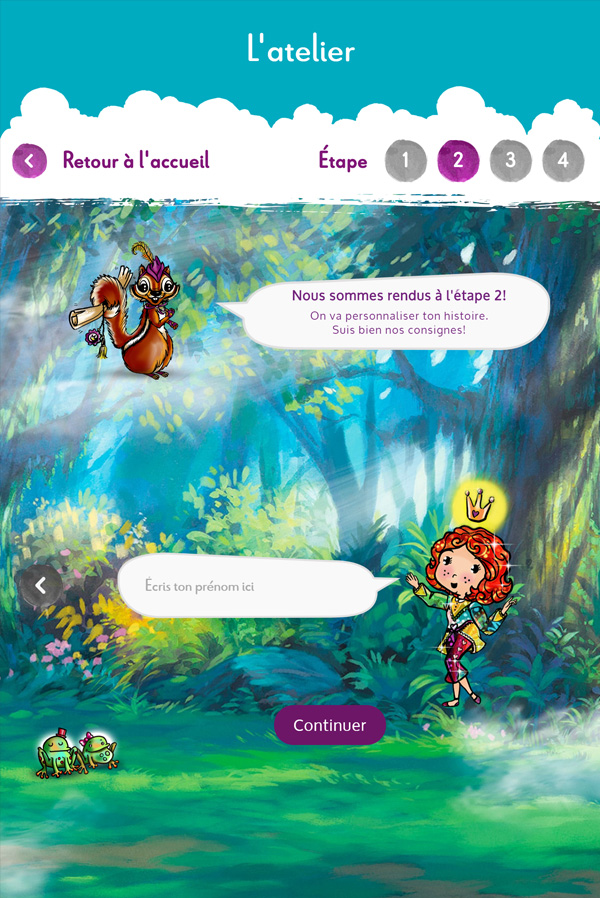 L'atelier
Retour à l'accueil
Étape 1 2 3 4
Nous sommes rendus à l'étape 2!
On va personnaliser ton histoire.
Suis bien nos consignes!
Écris ton prénom ici
Continuer